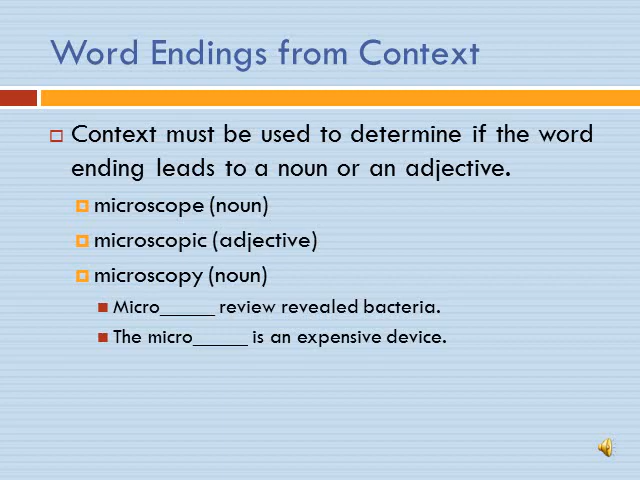 Word Endings from Context
Context must be used to determine if the word
ending leads to a noun or an adjective.
microscope (noun)
microscopic (adjective)
microscopy (noun)
Micro_____ review revealed bacteria.
The micro_____ is an expensive device.